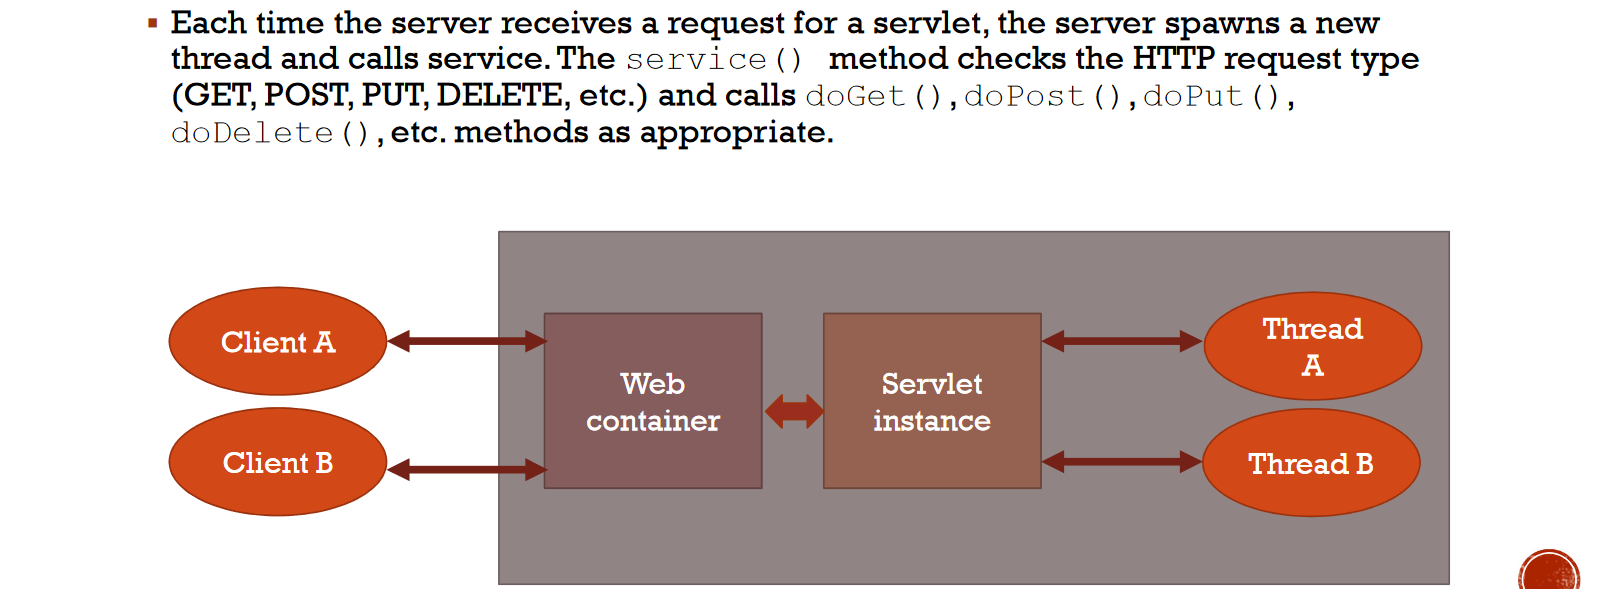 Each time the server receives a request for a servlet, the server spawns a new
thread and calls service. The service() method checks the HTTP request type
(GET, POST, PUT, DELETE, etc.) and calls doGet(), doPost(), doPut(),
doDelete(), etc. methods as appropriate.
Client A
Client B
Web
container
Servlet
instance
Thread
A
Thread B